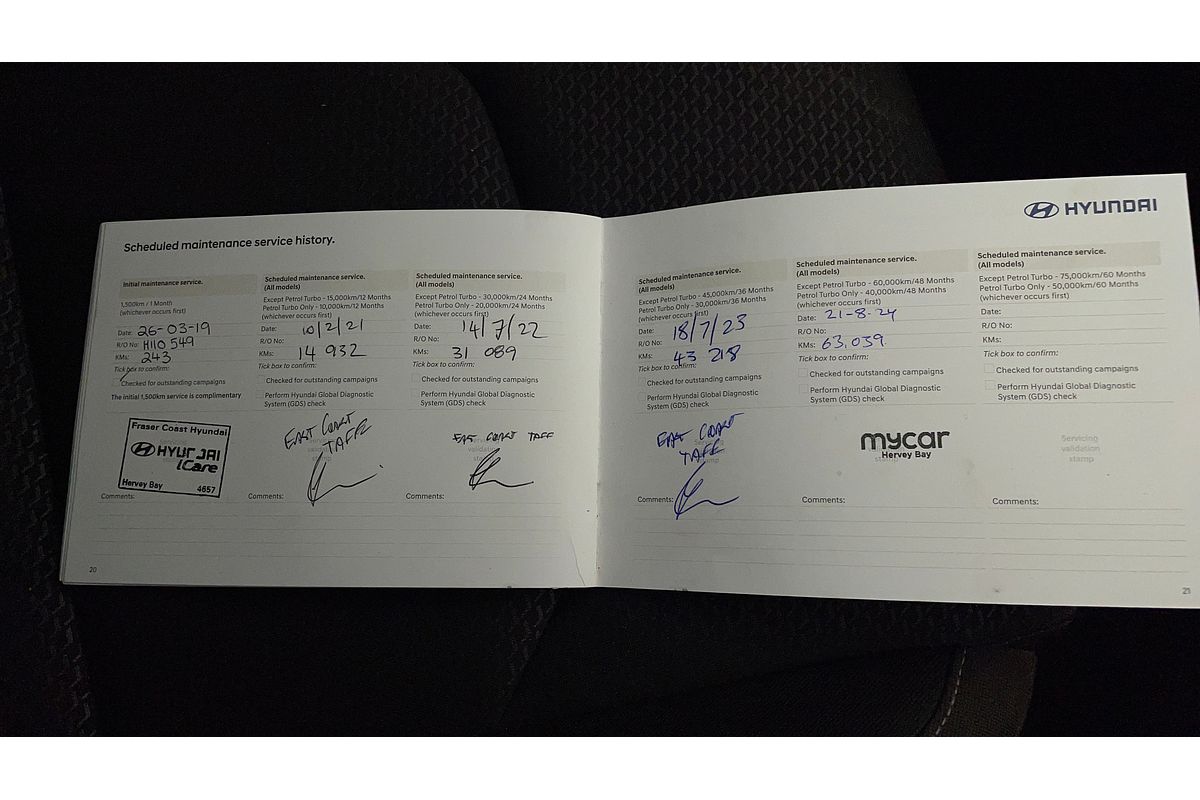 Scheduled maintenance service history.
Initial maintenance service.
1,500km / 1 Month
(whichever occurs first)
Date: 26-03-19
R/O No: H110 549
KMs: 243
Tick box to confirm:
Checked for outstanding campaigns
The initial 1,500km service is complimentary
Fraser Coast Hyundai
HYUNDAI
iCare
Hervey Bay 4657
Comments:
Scheduled maintenance service.
(All models)
Except Petrol Turbo - 15,000km/12 Months
Petrol Turbo Only - 10,000km/12 Months
(whichever occurs first)
Date: 10/2/21
R/O No:
KMs: 14 932
Tick box to confirm:
Checked for outstanding campaigns
Perform Hyundai Global Diagnostic
System (GDS) check
EAST COAST
TAFE
Comments:
Scheduled maintenance service.
(All models)
Except Petrol Turbo - 30,000km/24 Months
Petrol Turbo Only - 20,000km/24 Months
(whichever occurs first)
Date: 14/7/22
R/O No:
KMs: 31 089
Tick box to confirm:
Checked for outstanding campaigns
Perform Hyundai Global Diagnostic
System (GDS) check
EAST COAST TAFE
Comments:
20
HYUNDAI
Scheduled maintenance service.
(All models)
Except Petrol Turbo - 45,000km/36 Months
Petrol Turbo Only - 30,000km/36 Months
(whichever occurs first)
Date: 18/7/23
R/O No:
KMs: 43 218
Tick box to confirm:
Checked for outstanding campaigns
Perform Hyundai Global Diagnostic
System (GDS) check
EAST COAST
TAFE
Comments:
Scheduled maintenance service.
(All models)
Except Petrol Turbo - 60,000km/48 Months
Petrol Turbo Only - 40,000km/48 Months
(whichever occurs first)
Date: 21-8-24
R/O No:
KMs: 63,039
Tick box to confirm:
Checked for outstanding campaigns
Perform Hyundai Global Diagnostic
System (GDS) check
mycar
Hervey Bay
Comments:
Scheduled maintenance service.
(All models)
Except Petrol Turbo - 75,000km/60 Months
Petrol Turbo Only - 50,000km/60 Months
(whichever occurs first)
Date:
R/O No:
KMs:
Tick box to confirm:
Checked for outstanding campaigns
Perform Hyundai Global Diagnostic
System (GDS) check
Servicing
validation
stamp
Comments:
21